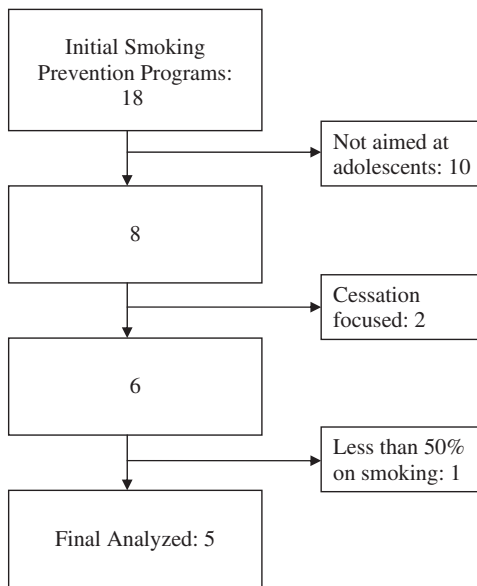 Initial Smoking
Prevention Programs:
18
Not aimed at
adolescents: 10
8
Cessation
focused: 2
6
Less than 50%
on smoking: 1
Final Analyzed: 5